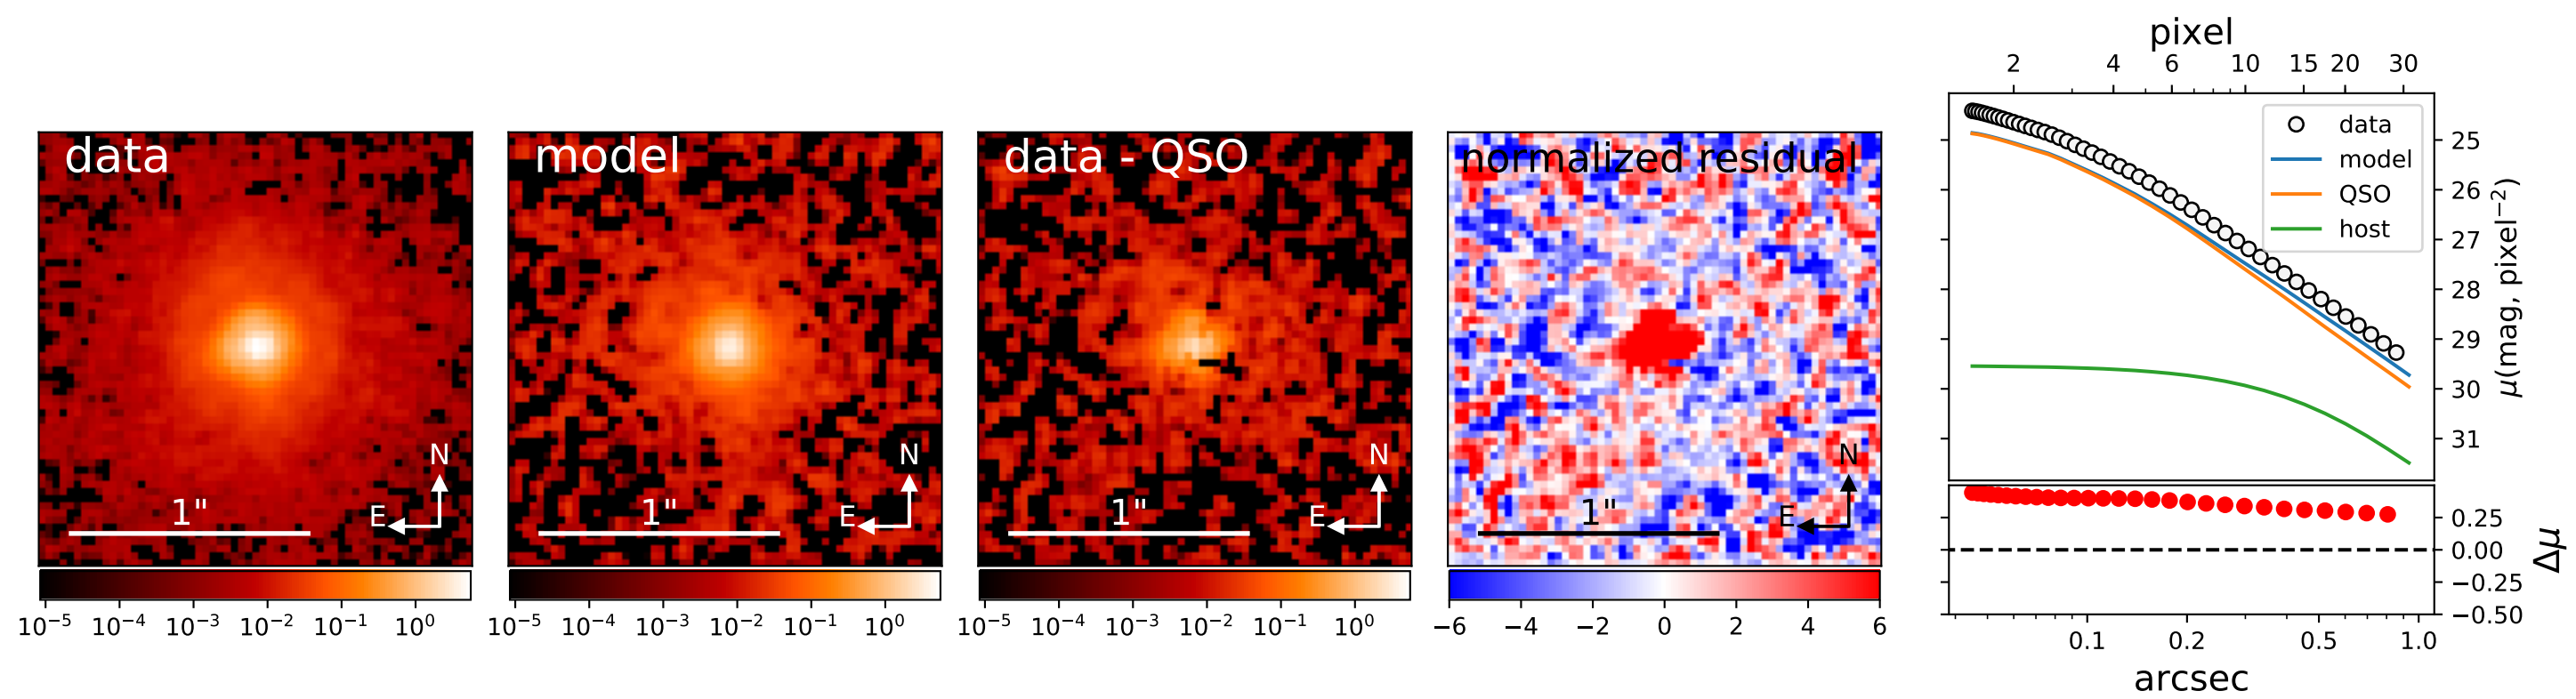 data
N
E
1"
10⁻⁵ 10⁻⁴ 10⁻³ 10⁻² 10⁻¹ 10⁰
model
N
E
1"
10⁻⁵ 10⁻⁴ 10⁻³ 10⁻² 10⁻¹ 10⁰
data - QSO
N
E
1"
10⁻⁵ 10⁻⁴ 10⁻³ 10⁻² 10⁻¹ 10⁰
normalized residual
N
E
1"
−6 −4 −2 0 2 4 6
pixel
2 4 6 10 15 20 30
data
model
QSO
host
25
26
27
28
29
30
31
μ(mag, pixel⁻²)
0.25
0.00
−0.25
−0.50
Δμ
0.1 0.2 0.5 1.0
arcsec